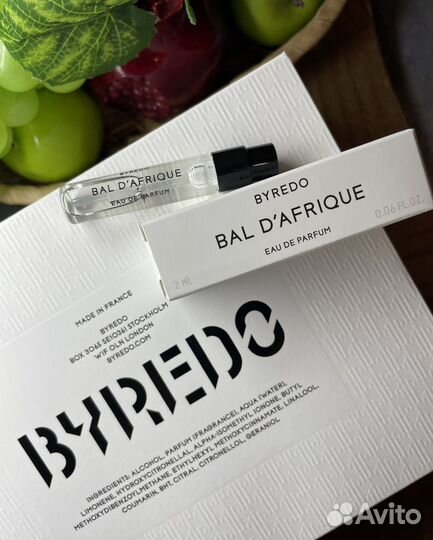 BYREDO
BAL D'AFRIQUE
EAU DE PARFUM
BYREDO
BAL D'AFRIQUE
EAU DE PARFUM
2 ML
0.06 FL.OZ.
MADE IN FRANCE
BYREDO
BOX 3065 SE10361 STOCKHOLM
W1F 0LN LONDON
BYREDO.COM
BYREDO
INGREDIENTS: ALCOHOL, PARFUM (FRAGRANCE), AQUA (WATER),
LIMONENE, HYDROXYCITRONELLAL, ALPHA-ISOMETHYL IONONE, BUTYL
METHOXYDIBENZOYLMETHANE, ETHYLHEXYL METHOXYCINNAMATE, LINALOOL,
COUMARIN, BHT, CITRAL, CITRONELLOL, GERANIOL
Avito